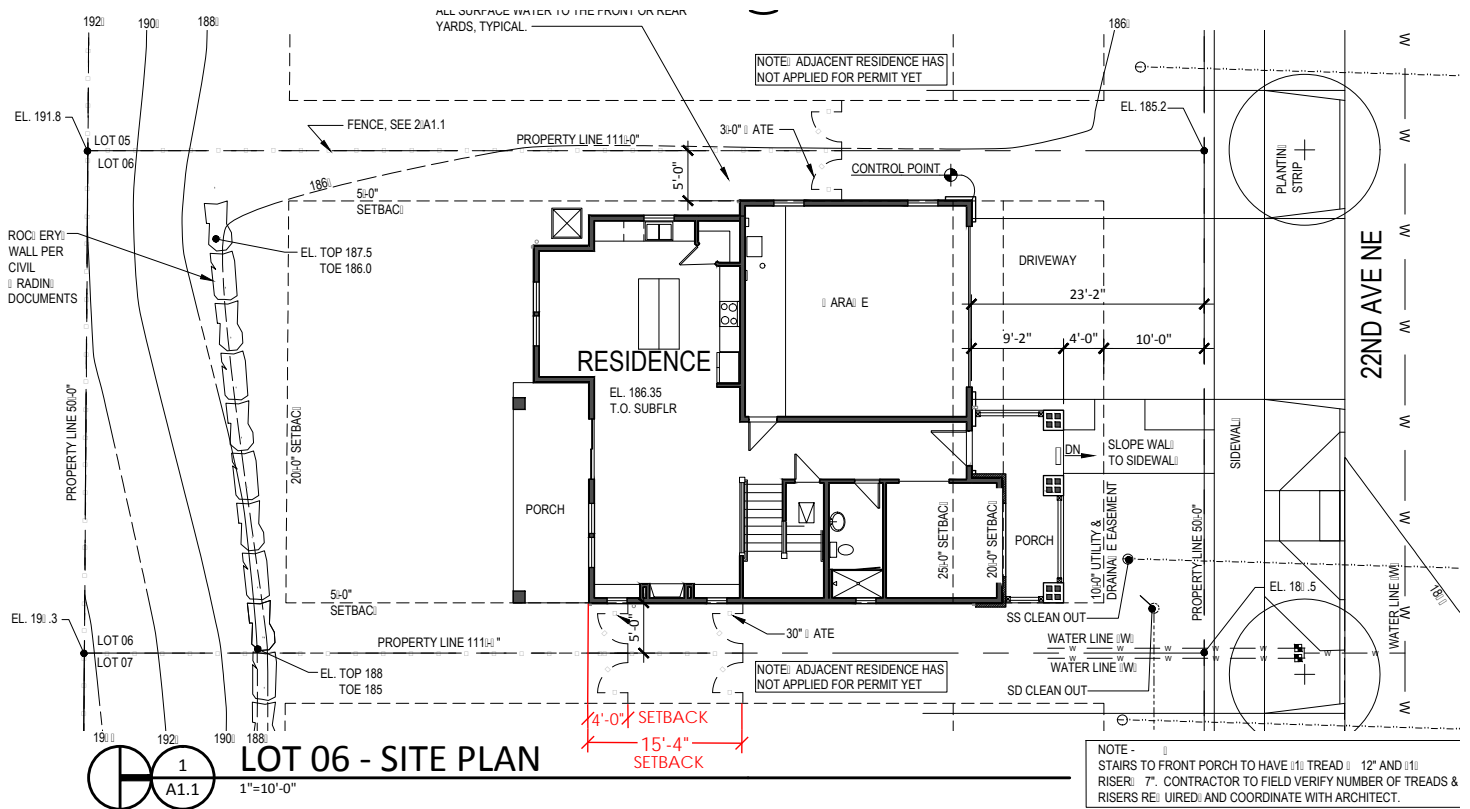 192
190
188
ALL SURFACE WATER TO THE FRONT OR REAR
YARDS, TYPICAL.
186
NOTE ADJACENT RESIDENCE HAS
NOT APPLIED FOR PERMIT YET
EL. 191.8
LOT 05
LOT 06
FENCE, SEE 2 A1.1
PROPERTY LINE 111'-0"
3'-0" ATE
EL. 185.2
CONTROL POINT
5'-0"
PLANTIN
STRIP
186
5'-0"
SETBAC
ROC ERY
WALL PER
CIVIL
RADIN
DOCUMENTS
EL. TOP 187.5
TOE 186.0
DRIVEWAY
22ND AVE NE
ARA E
23'-2"
9'-2"
4'-0"
10'-0"
RESIDENCE
EL. 186.35
T.O. SUBFLR
PROPERTY LINE 50'-0"
20'-0" SETBAC
DN
SLOPE WAL
TO SIDEWAL
SIDEWAL
PORCH
25'-0" SETBAC
20'-0" SETBAC
PORCH
10'-0" UTILITY &
DRAINA E EASEMENT
PROPERTY LINE 50'-0"
5'-0"
SETBAC
EL. 18 .5
SS CLEAN OUT
EL. 19 .3
LOT 06
LOT 07
PROPERTY LINE 111'- "
5'-0"
30" ATE
WATER LINE W
WATER LINE W
WATER LINE W
EL. TOP 188
TOE 185
NOTE ADJACENT RESIDENCE HAS
NOT APPLIED FOR PERMIT YET
SD CLEAN OUT
4'-0" SETBACK
15'-4"
SETBACK
192
190
188
1
A1.1
LOT 06 - SITE PLAN
1"=10'-0"
NOTE -
STAIRS TO FRONT PORCH TO HAVE 1 TREAD 12" AND 1
RISER 7". CONTRACTOR TO FIELD VERIFY NUMBER OF TREADS &
RISERS RE UIRED AND COORDINATE WITH ARCHITECT.